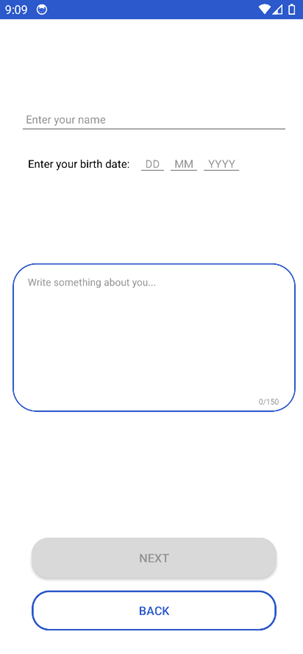 9:09
Enter your name
Enter your birth date: DD MM YYYY
Write something about you...
0/150
NEXT
BACK